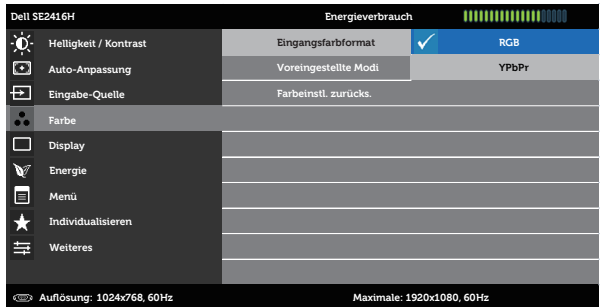 Dell SE2416H Energieverbrauch
Helligkeit / Kontrast Eingangsfarbformat RGB
Auto-Anpassung Voreingestellte Modi YPbPr
Eingabe-Quelle Farbeinstl. zurücks.
Farbe
Display
Energie
Menü
Individualisieren
Weiteres
Auflösung: 1024x768, 60Hz Maximale: 1920x1080, 60Hz